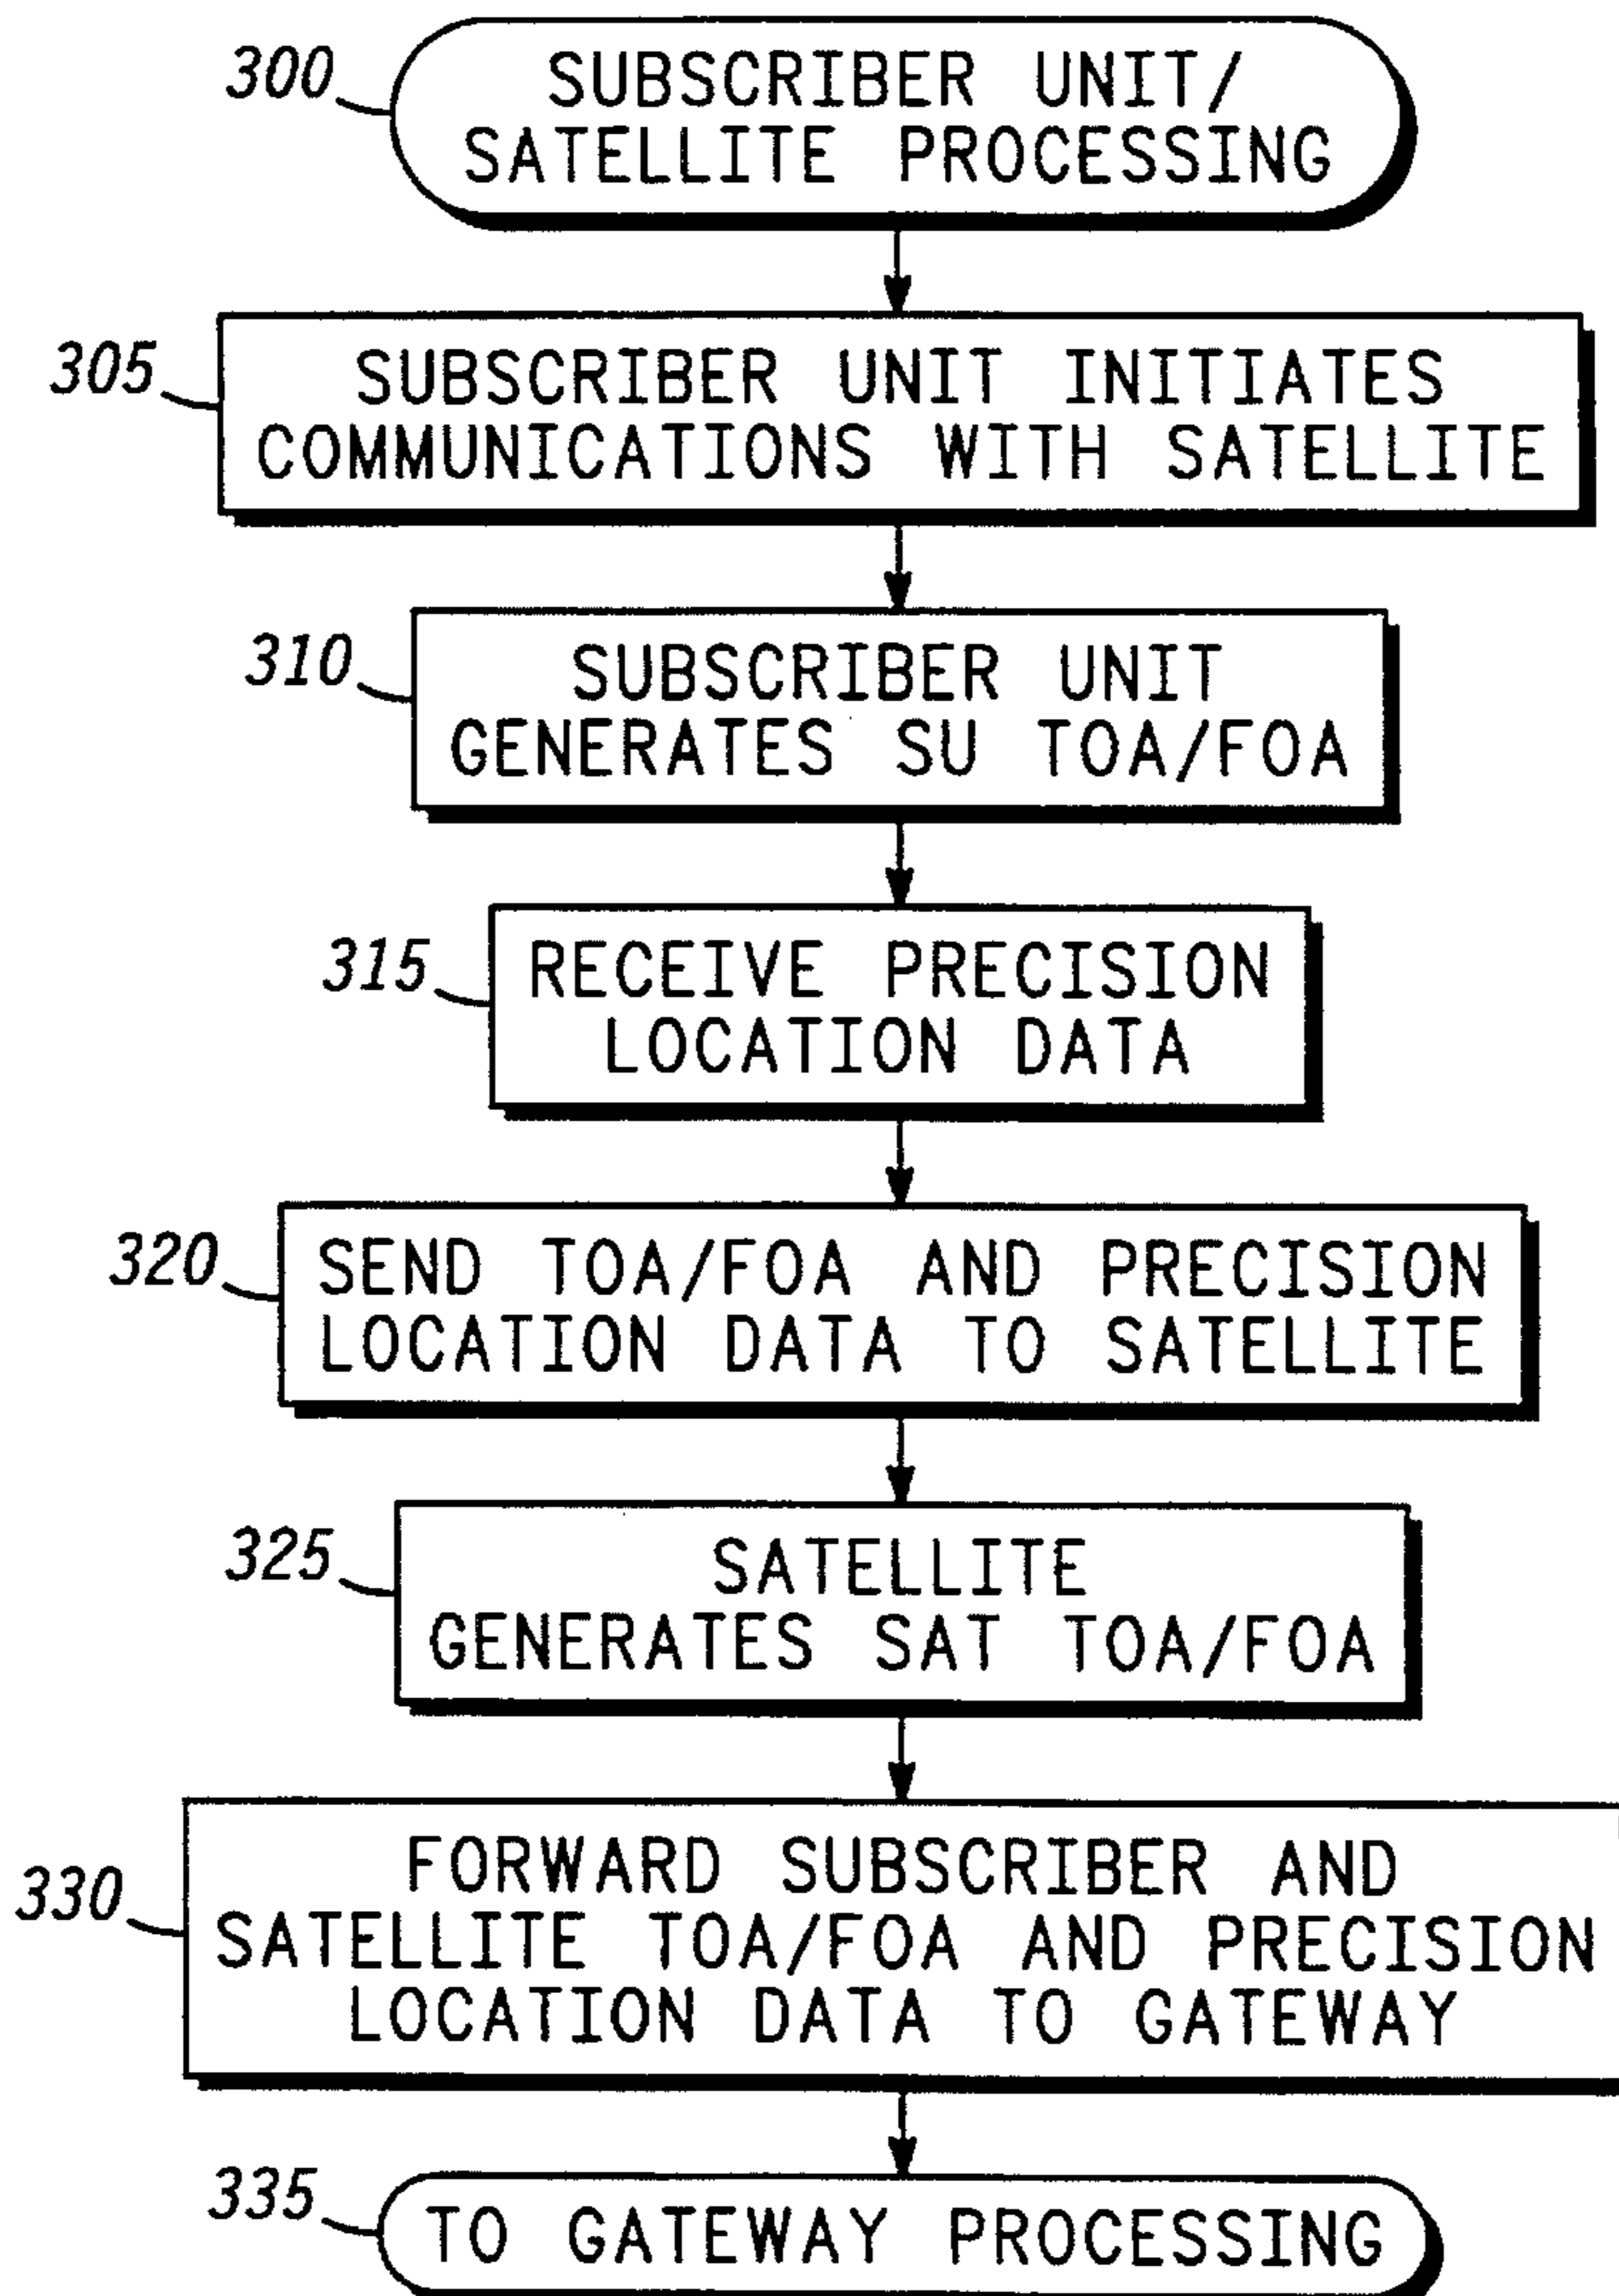 300
SUBSCRIBER UNIT/
SATELLITE PROCESSING
305
SUBSCRIBER UNIT INITIATES
COMMUNICATIONS WITH SATELLITE
310
SUBSCRIBER UNIT
GENERATES SU TOA/FOA
315
RECEIVE PRECISION
LOCATION DATA
320
SEND TOA/FOA AND PRECISION
LOCATION DATA TO SATELLITE
325
SATELLITE
GENERATES SAT TOA/FOA
330
FORWARD SUBSCRIBER AND
SATELLITE TOA/FOA AND PRECISION
LOCATION DATA TO GATEWAY
335
TO GATEWAY PROCESSING